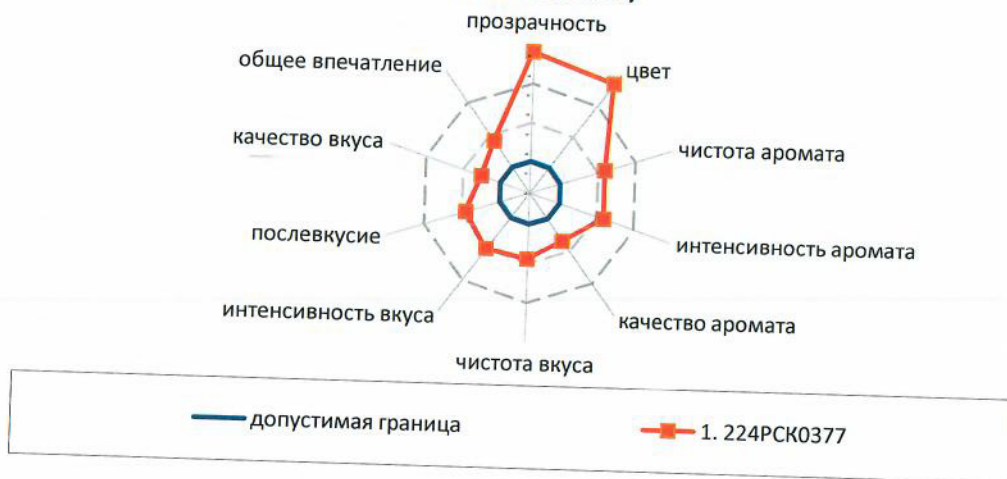 прозрачность
цвет
чистота аромата
интенсивность аромата
качество аромата
чистота вкуса
интенсивность вкуса
послевкусие
качество вкуса
общее впечатление
допустимая граница
1. 224РСК0377